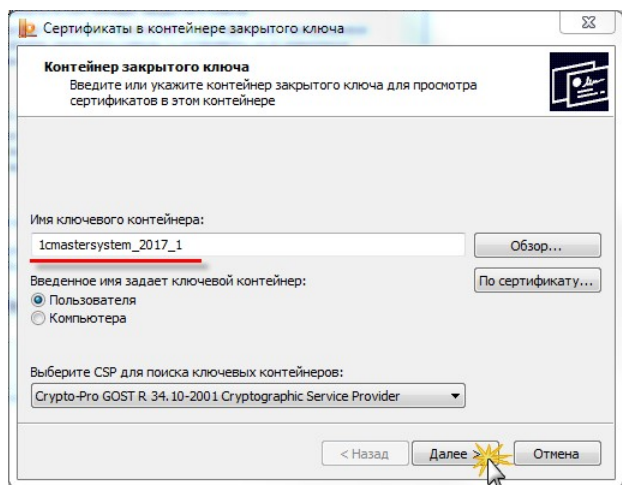 Сертификаты в контейнере закрытого ключа
Контейнер закрытого ключа
Введите или укажите контейнер закрытого ключа для просмотра
сертификатов в этом контейнере
Имя ключевого контейнера:
1cmastersystem_2017_1
Обзор...
Введенное имя задает ключевой контейнер:
По сертификату...
Пользователя
Компьютера
Выберите CSP для поиска ключевых контейнеров:
Crypto-Pro GOST R 34.10-2001 Cryptographic Service Provider
< Назад Далее > Отмена